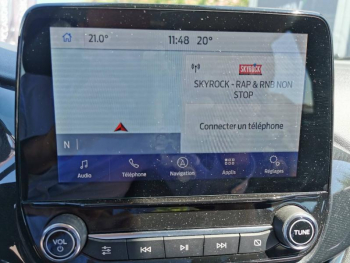 21.0° 11:48 20°
SKYROCK
SKYROCK - RAP & RNB NON
STOP
Connecter un téléphone
N
Audio Téléphone Navigation Applis Réglages
VOL
TUNE